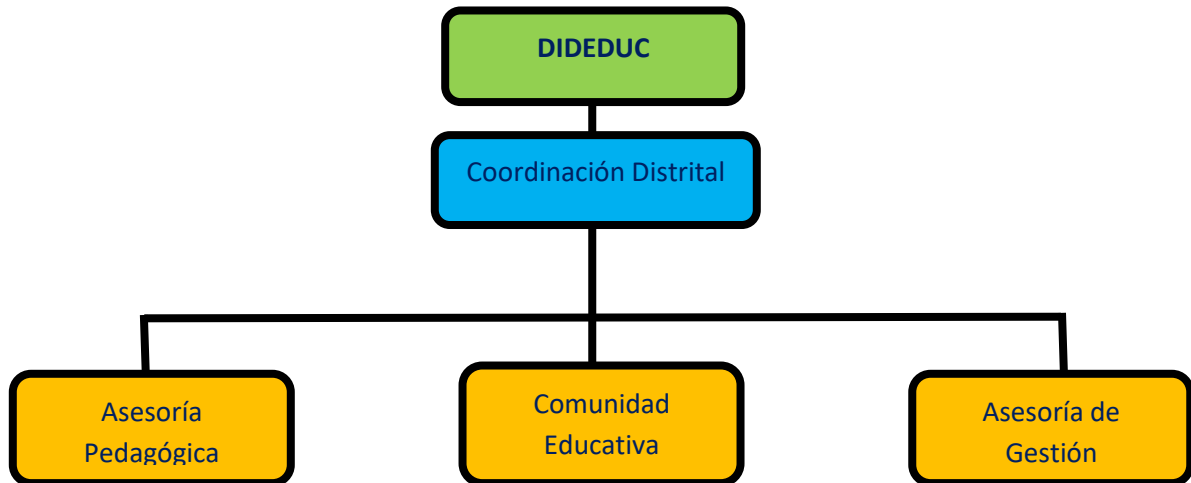 DIDEDUC
Coordinación Distrital
Asesoría
Pedagógica
Comunidad
Educativa
Asesoría de
Gestión